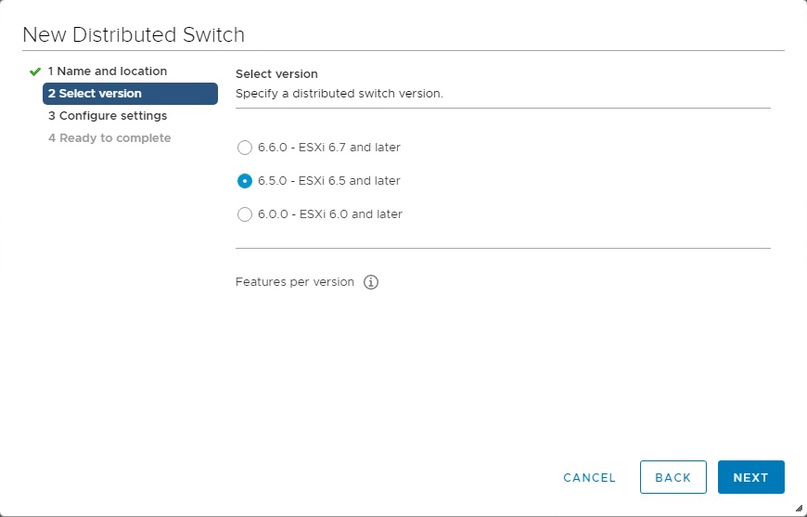 New Distributed Switch
1 Name and location
2 Select version
3 Configure settings
4 Ready to complete
Select version
Specify a distributed switch version.
6.6.0 - ESXi 6.7 and later
6.5.0 - ESXi 6.5 and later
6.0.0 - ESXi 6.0 and later
Features per version
CANCEL
BACK
NEXT